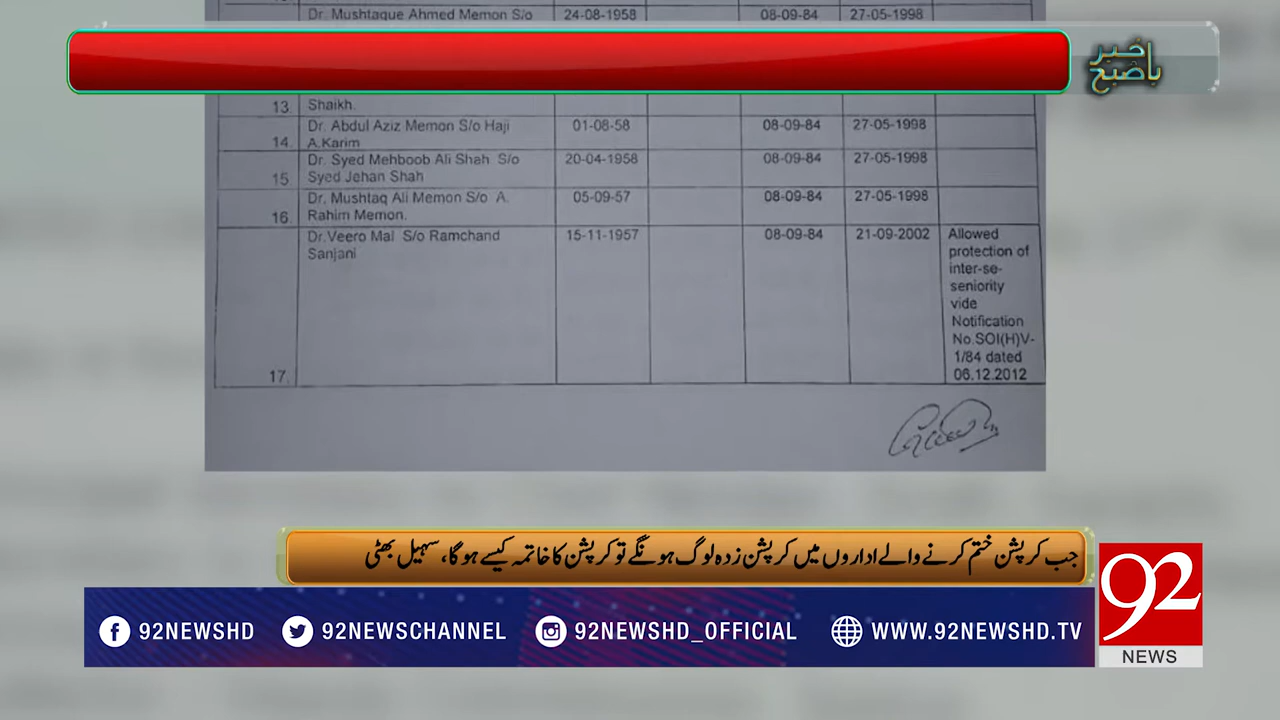 Dr. Mushtaque Ahmed Memon S/o 24-08-1958 08-09-84 27-05-1998
باخبر صبح
13. Shaikh.
14. Dr. Abdul Aziz Memon S/o Haji A.Karim 01-08-58 08-09-84 27-05-1998
15 Dr. Syed Mehboob Ali Shah S/o Syed Jehan Shah 20-04-1958 08-09-84 27-05-1998
16. Dr. Mushtaq Ali Memon S/o A. Rahim Memon. 05-09-57 08-09-84 27-05-1998
17. Dr.Veero Mal S/o Ramchand Sanjani 15-11-1957 08-09-84 21-09-2002
Allowed
protection of
inter-se-
seniority
vide
Notification
No.SOI(H)V-
1/84 dated
06.12.2012
جب کرپشن ختم کرنے والے اداروں میں کرپشن زدہ لوگ ہونگے تو کرپشن کا خاتمہ کیسے ہوگا، سہیل بھٹی
92NEWSHD 92NEWSCHANNEL 92NEWSHD_OFFICIAL WWW.92NEWSHD.TV
92
NEWS